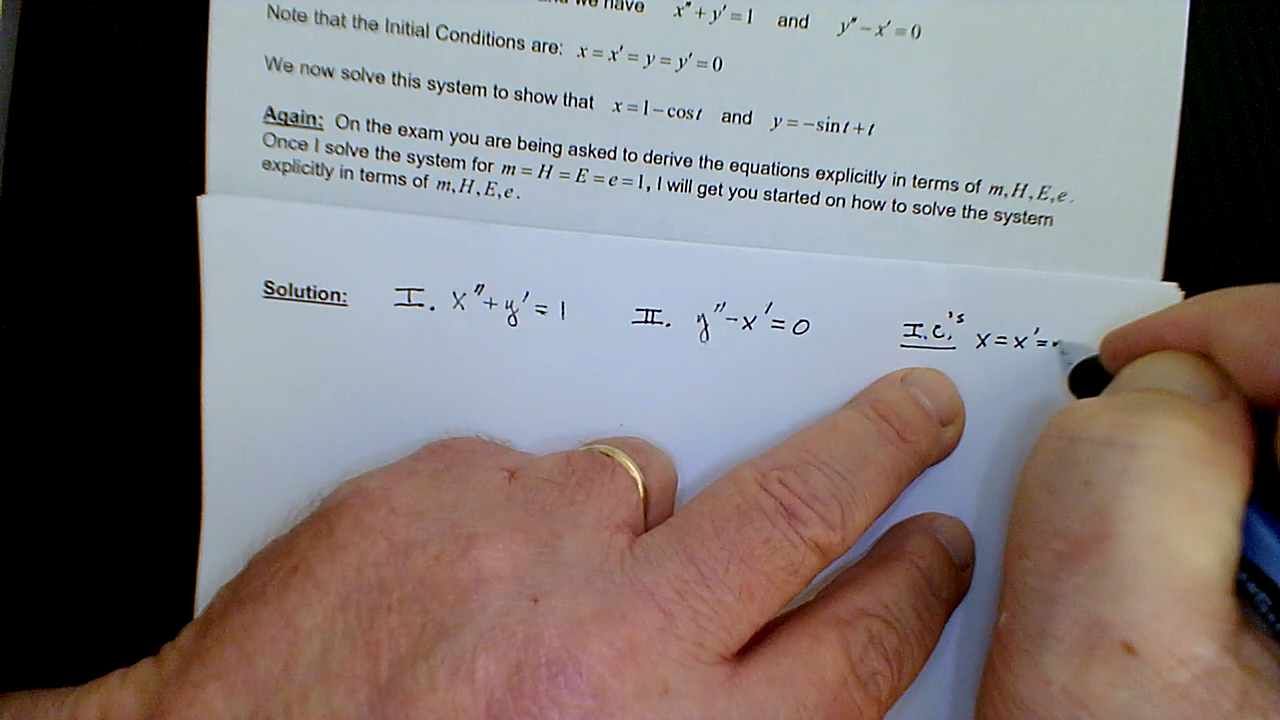 we have x" + y' = 1 and y" − x' = 0
Note that the Initial Conditions are: x = x' = y = y' = 0
We now solve this system to show that x = 1 − cos t and y = −sin t + t
Again: On the exam you are being asked to derive the equations explicitly in terms of m, H, E, e.
Once I solve the system for m = H = E = e = 1, I will get you started on how to solve the system
explicitly in terms of m, H, E, e.
Solution: I. x" + y' = 1 II. y" − x' = 0 I.C.'s x = x' =